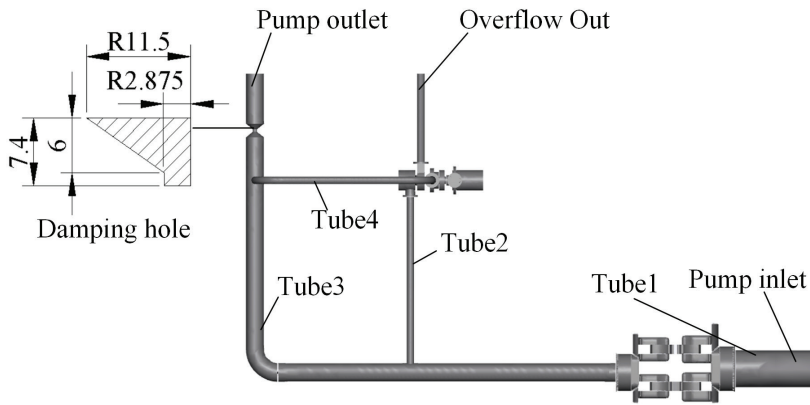 Pump outlet
Overflow Out
R11.5
R2.875
7.4
6
Damping hole
Tube4
Tube2
Tube3
Tube1
Pump inlet